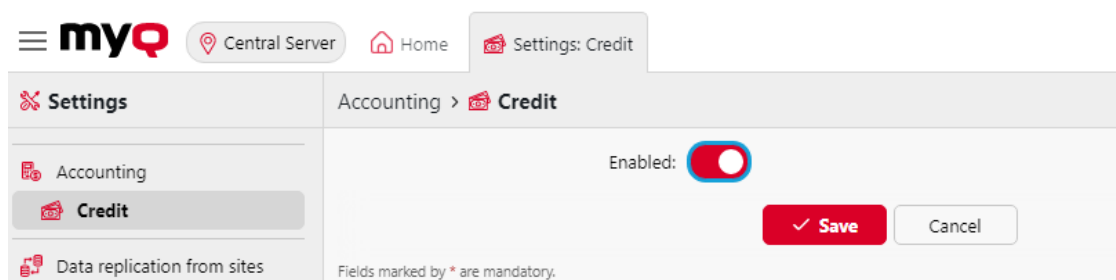 myQ
Central Server
Home
Settings: Credit
Settings
Accounting > Credit
Enabled:
Accounting
Credit
Save
Cancel
Data replication from sites
Fields marked by * are mandatory.